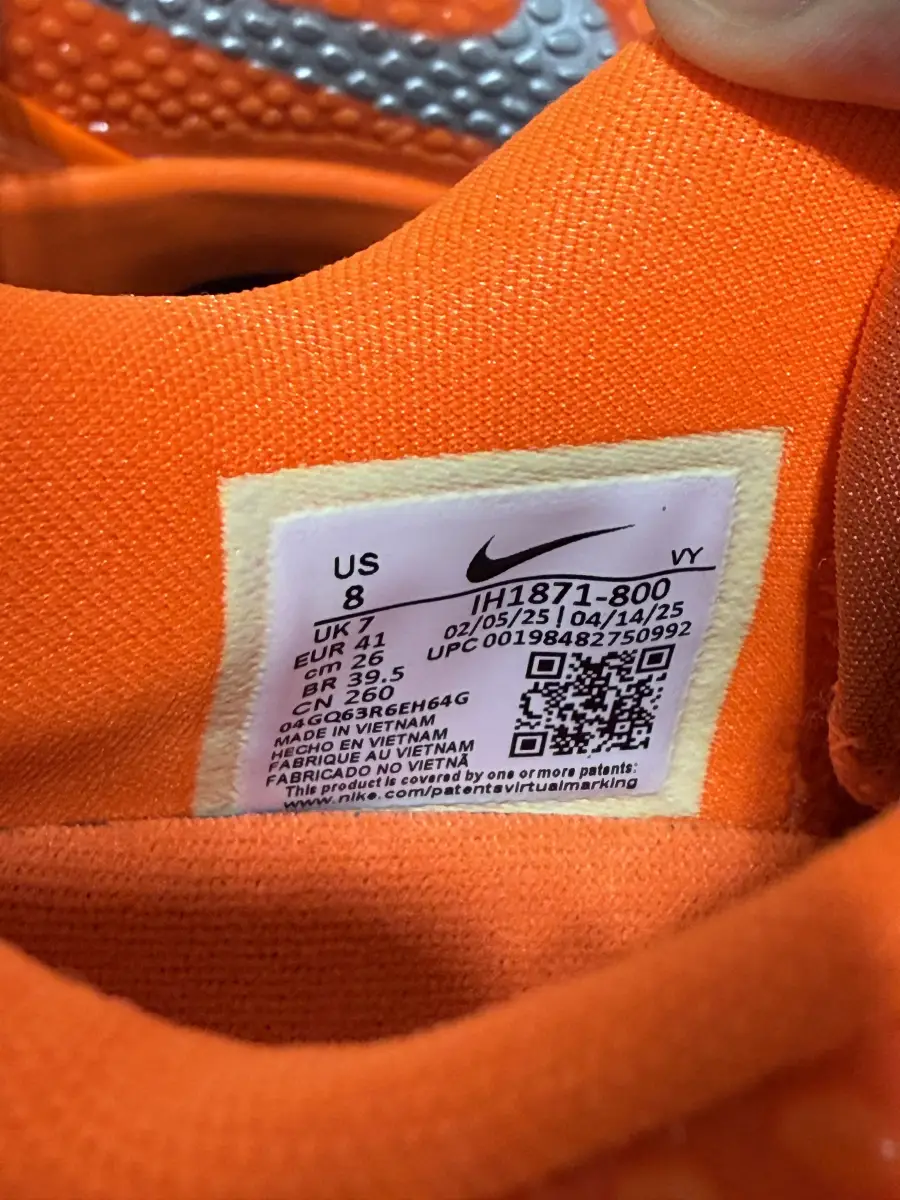 US
8
VY
IH1871-800
02/05/25 | 04/14/25
UPC 00198482750992
UK 7
EUR 41
cm 26
BR 39.5
CN 260
04GQ63R6EH64G
MADE IN VIETNAM
HECHO EN VIETNAM
FABRIQUE AU VIETNAM
FABRICADO NO VIETNÃ
This product is covered by one or more patents:
www.nike.com/patentsvirtualmarking